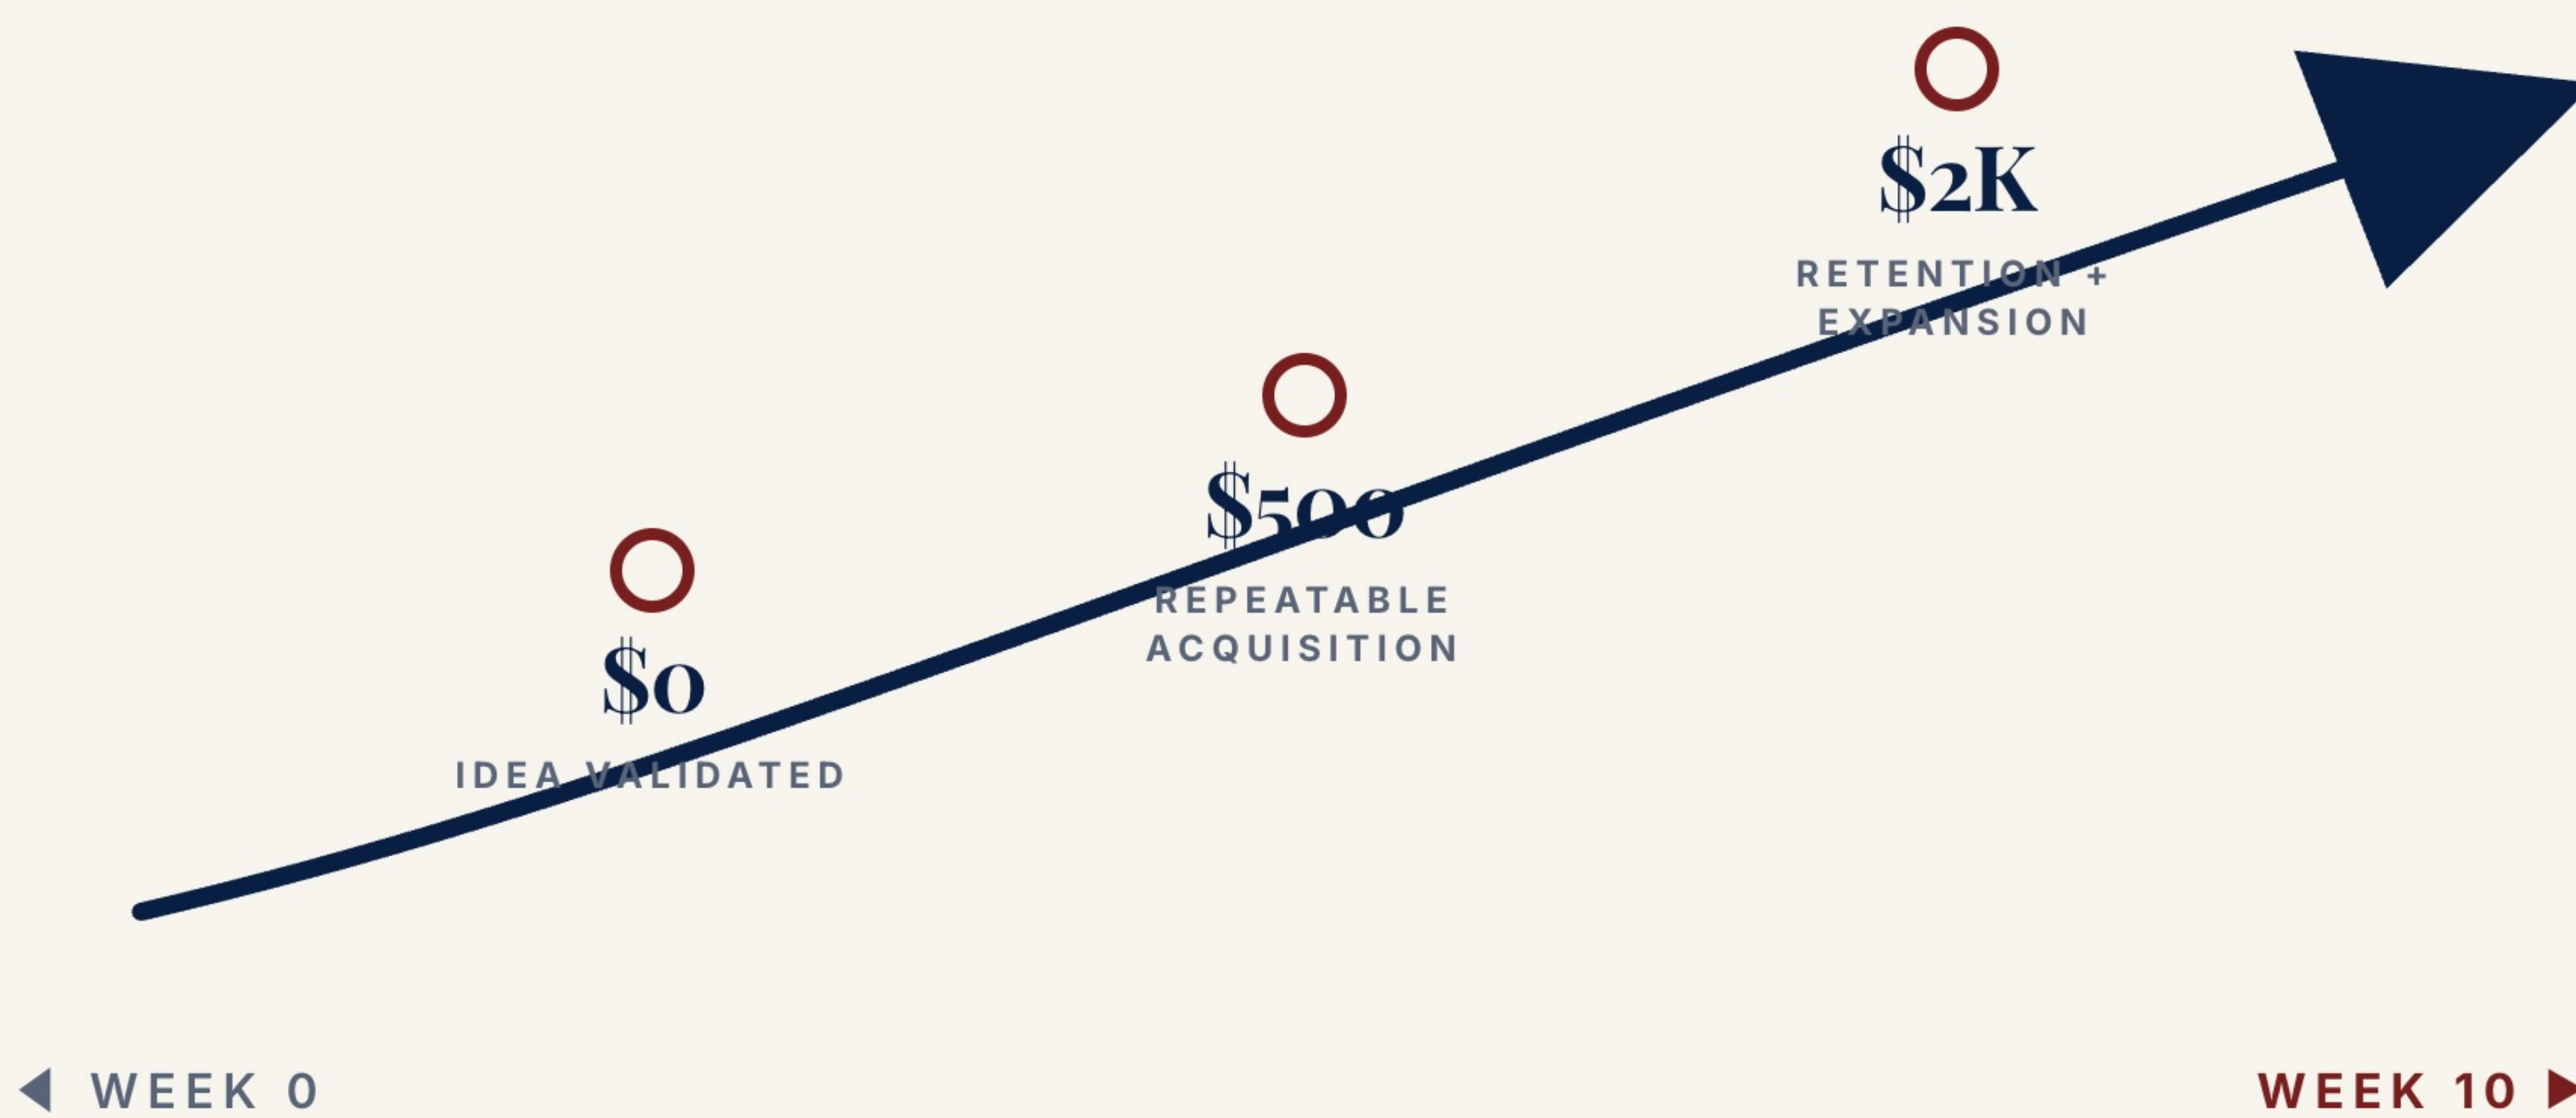 $2K
RETENTION +
EXPANSION
$500
REPEATABLE
ACQUISITION
$0
IDEA VALIDATED
WEEK 0
WEEK 10